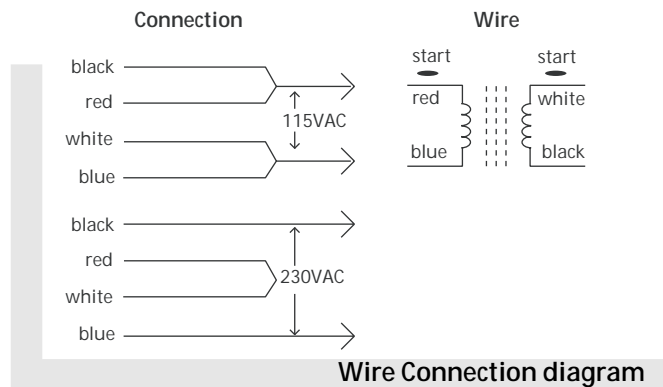 Connection
black
red
115VAC
white
blue
black
red
230VAC
white
blue
Wire
start start
red white
blue black
Wire Connection diagram